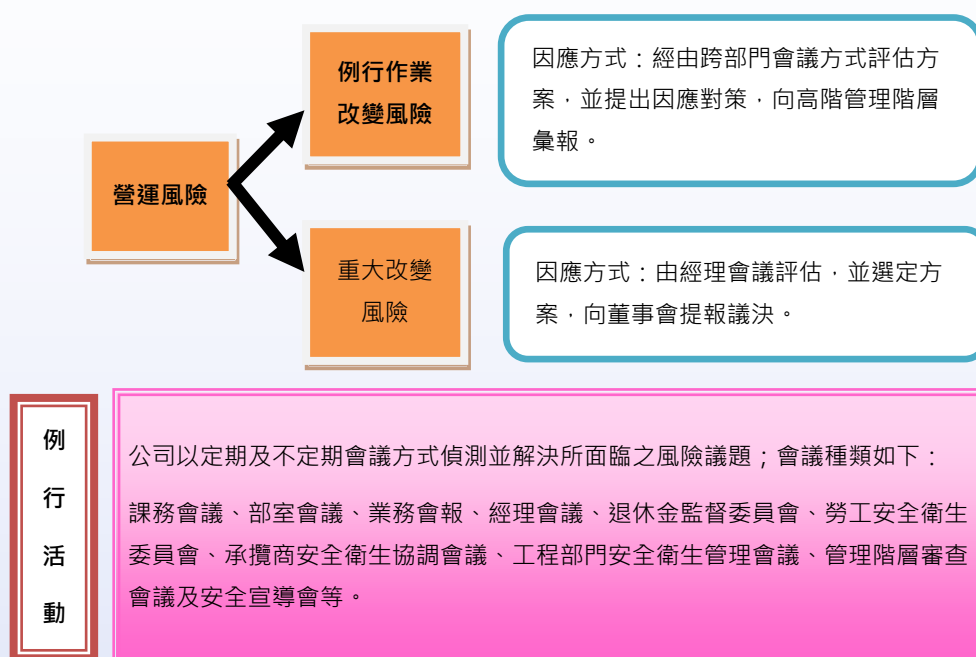 營運風險
例行作業
改變風險
因應方式：經由跨部門會議方式評估方
案，並提出因應對策，向高階管理階層
彙報。
重大改變
風險
因應方式：由經理會議評估，並選定方
案，向董事會提報議決。
例
行
活
動
公司以定期及不定期會議方式偵測並解決所面臨之風險議題；會議種類如下：
課務會議、部室會議、業務會報、經理會議、退休金監督委員會、勞工安全衛生
委員會、承攬商安全衛生協調會議、工程部門安全衛生管理會議、管理階層審查
會議及安全宣導會等。